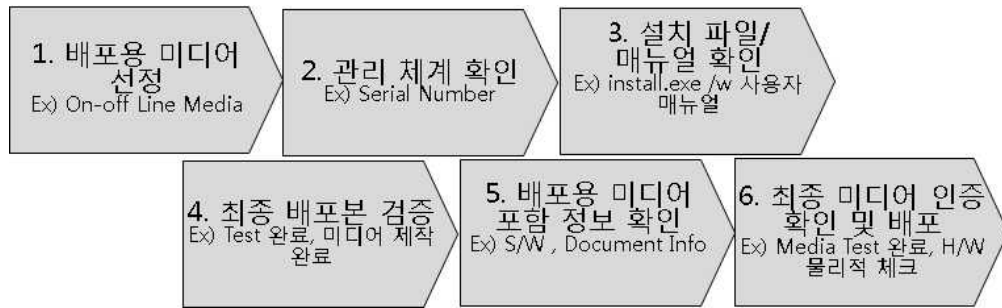 1. 배포용 미디어
선정
Ex) On-off Line Media
2. 관리 체계 확인
Ex) Serial Number
3. 설치 파일/
매뉴얼 확인
Ex) install.exe /w 사용자
매뉴얼
4. 최종 배포본 검증
Ex) Test 완료, 미디어 제작
완료
5. 배포용 미디어
포함 정보 확인
Ex) S/W , Document Info
6. 최종 미디어 인증
확인 및 배포
Ex) Media Test 완료, H/W
물리적 체크